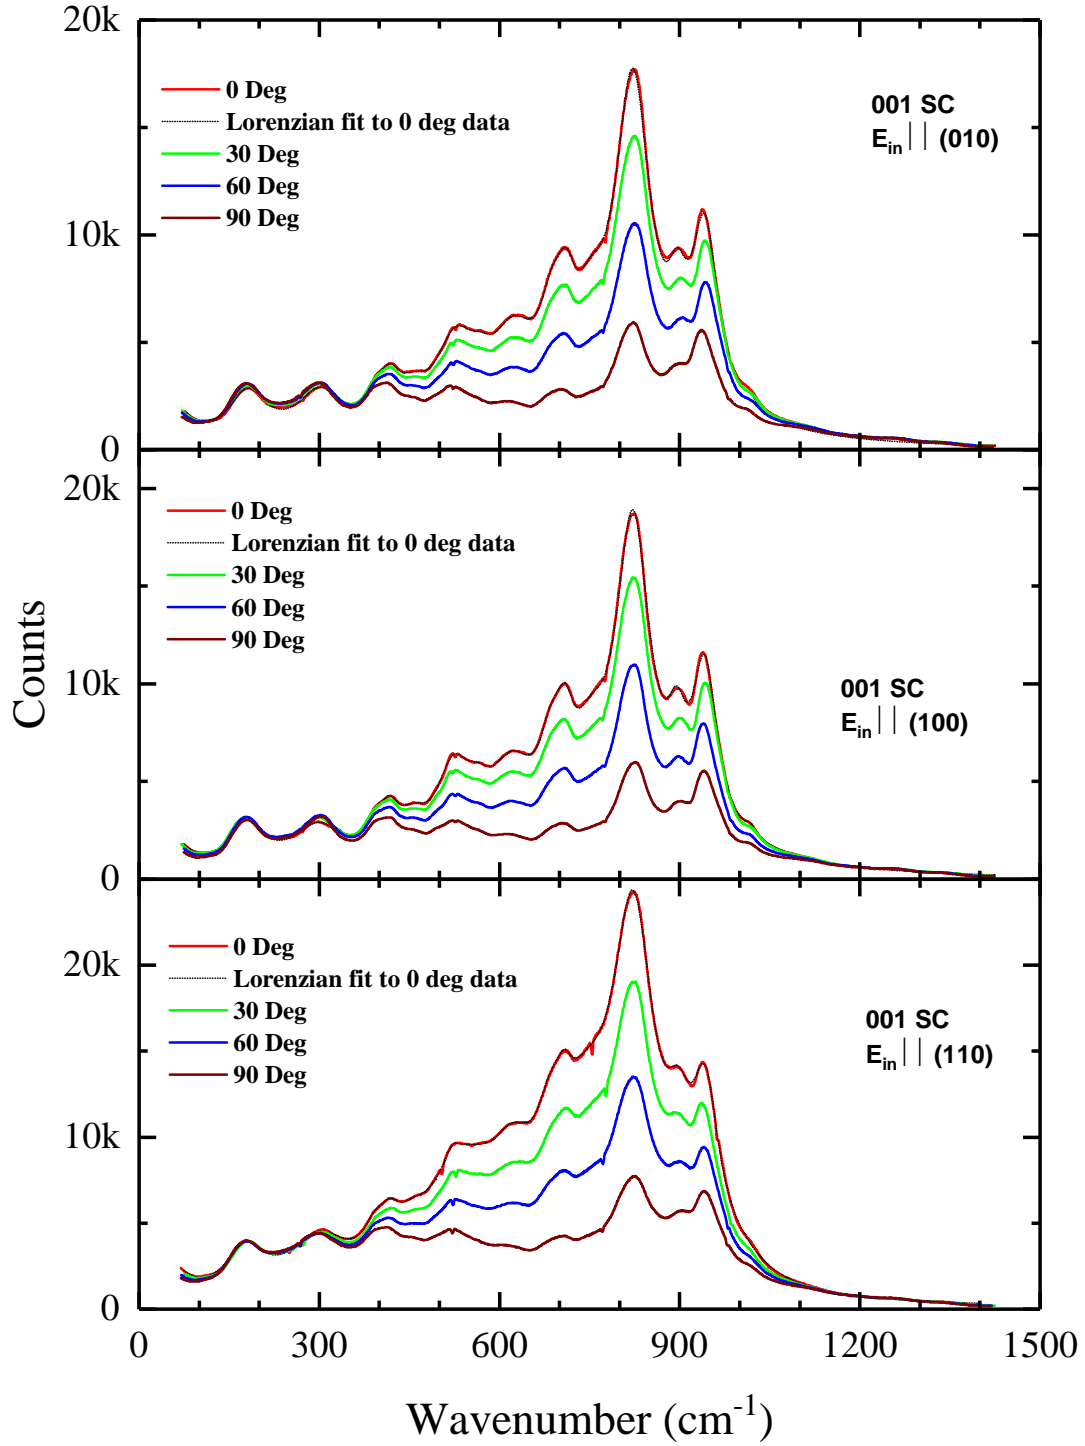 20k
10k
0
0 Deg
Lorenzian fit to 0 deg data
30 Deg
60 Deg
90 Deg
001 SC
E_in|| (010)
20k
10k
0
0 Deg
Lorenzian fit to 0 deg data
30 Deg
60 Deg
90 Deg
001 SC
E_in|| (100)
Counts
20k
10k
0
0 Deg
Lorenzian fit to 0 deg data
30 Deg
60 Deg
90 Deg
001 SC
E_in|| (110)
0 300 600 900 1200 1500
Wavenumber (cm⁻¹)